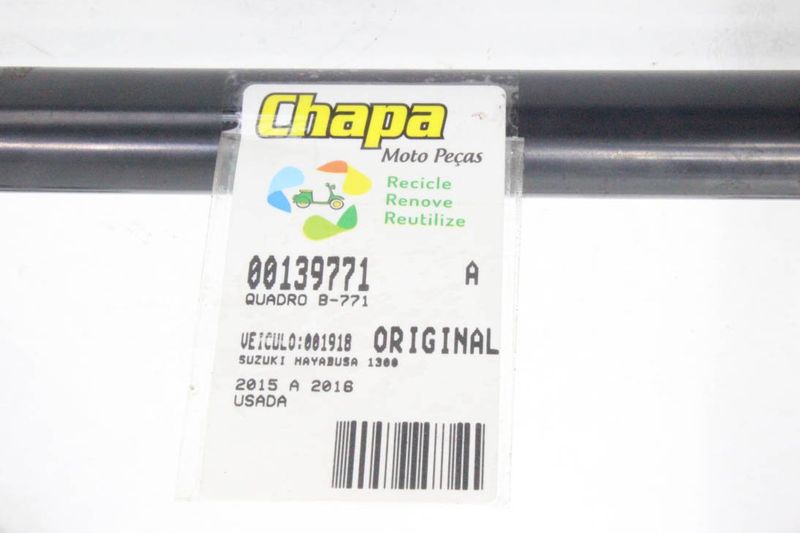 Chapa
Moto Peças
Recicle
Renove
Reutilize
00139771 A
QUADRO B-771
VEICULO:001918 ORIGINAL
SUZUKI HAYABUSA 1300
2015 A 2016
USADA